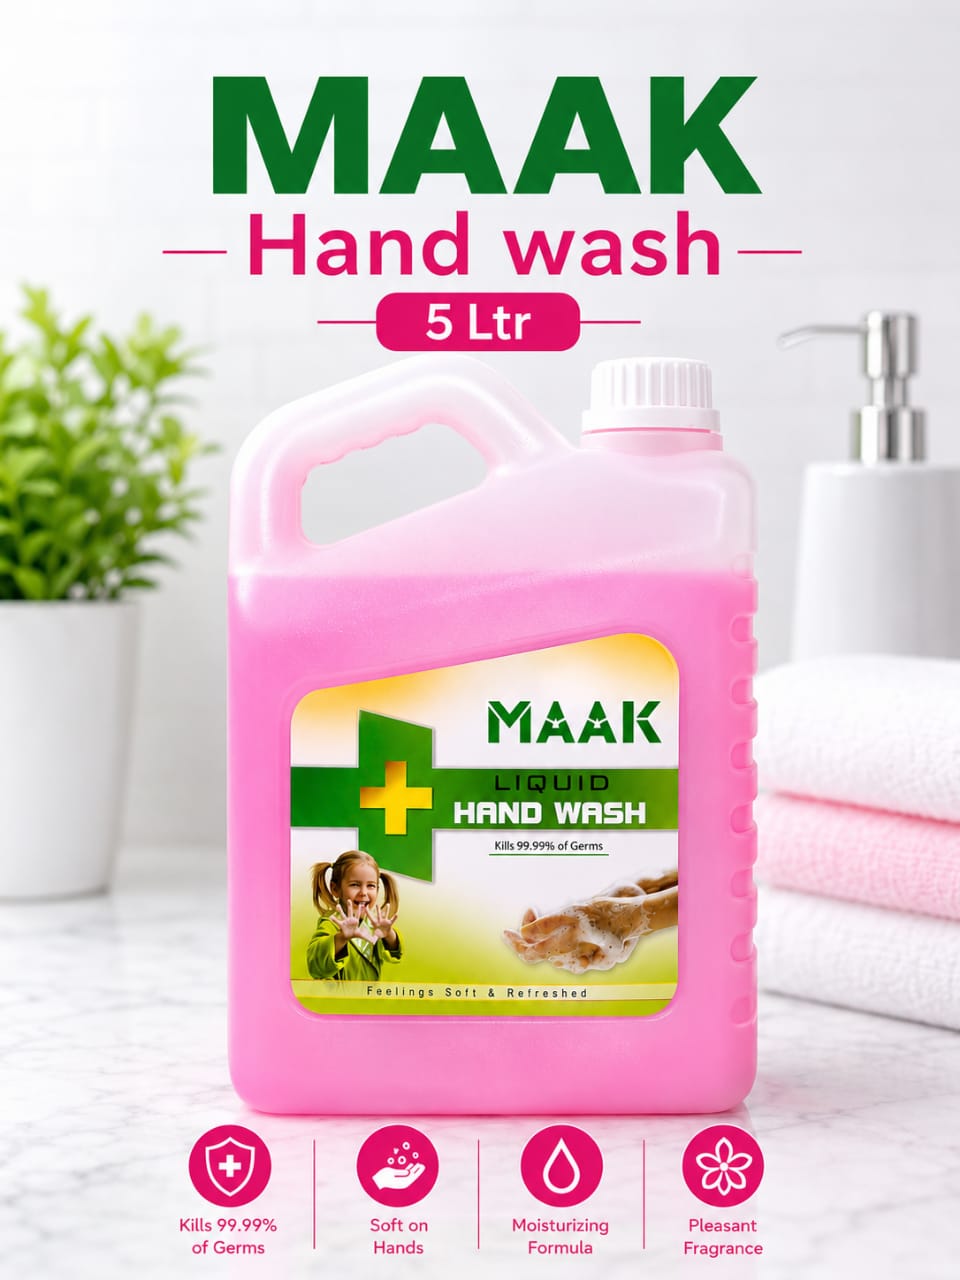 MAAK
Hand wash
5 Ltr
MAAK
LIQUID
HAND WASH
Kills 99.99% of Germs
Feelings Soft & Refreshed
Kills 99.99%
of Germs
Soft on
Hands
Moisturizing
Formula
Pleasant
Fragrance